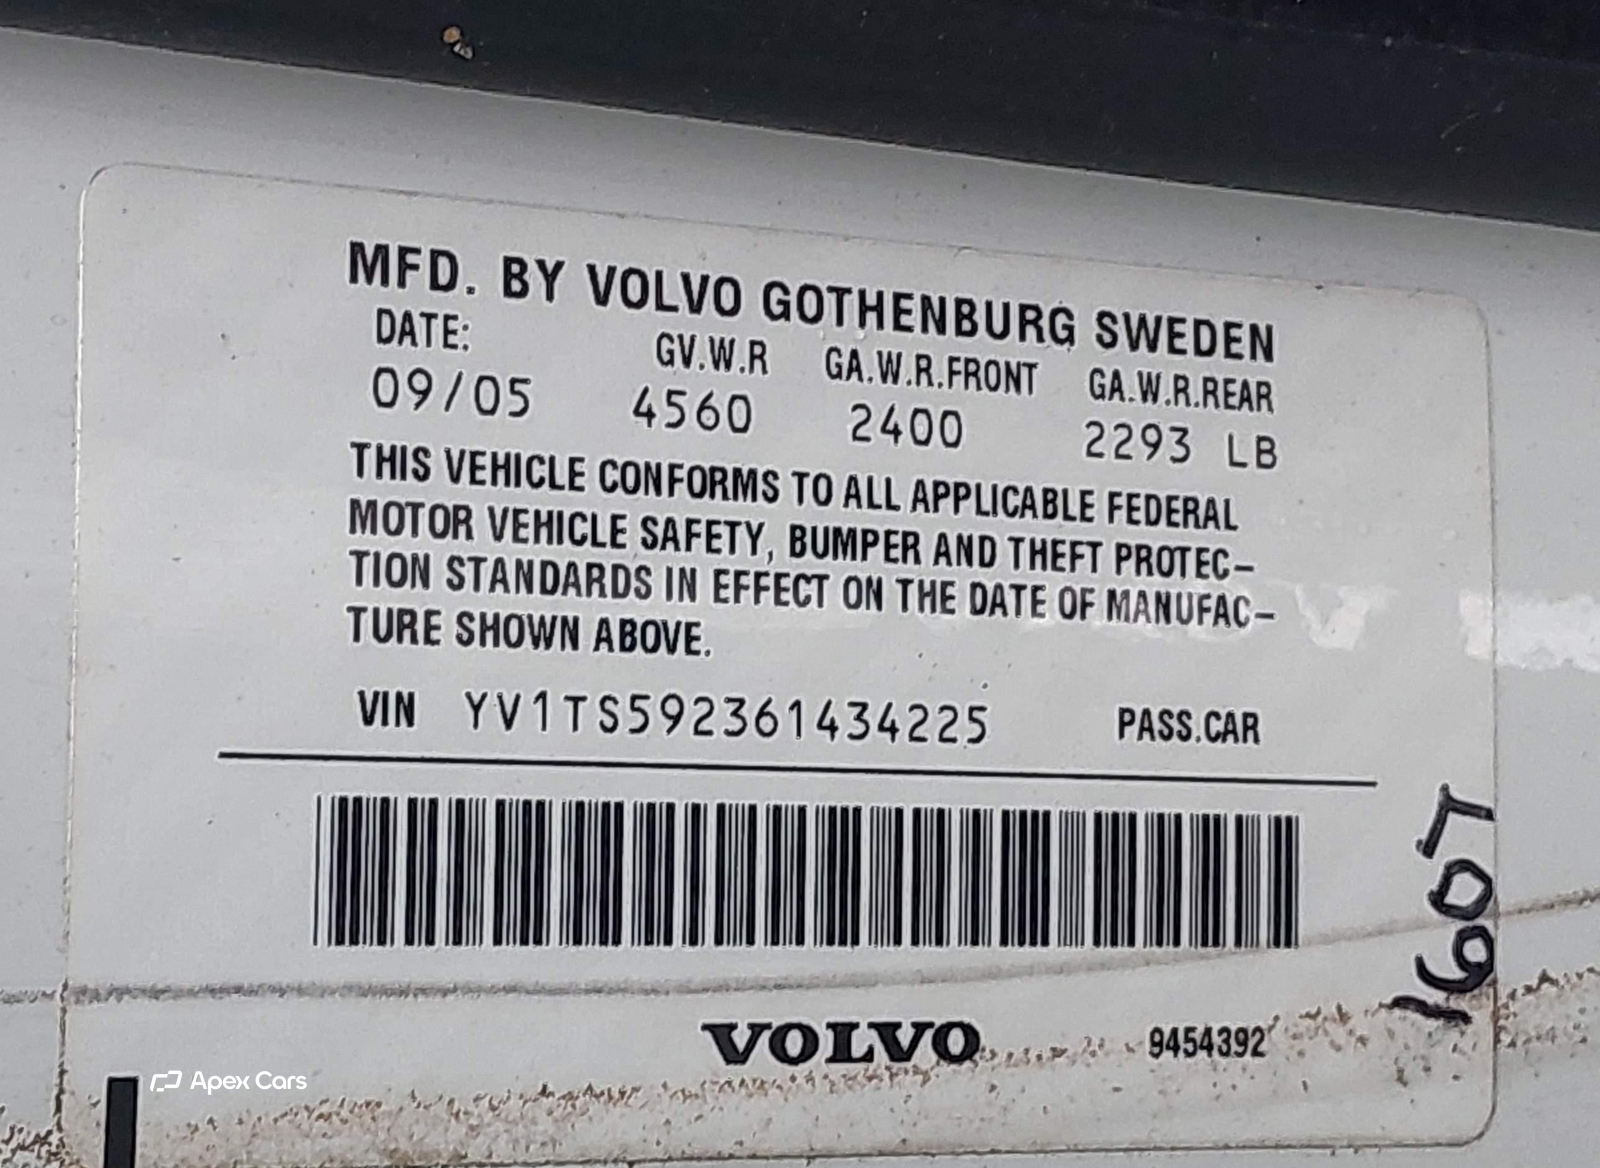 MFD. BY VOLVO GOTHENBURG SWEDEN
DATE: GV.W.R GA.W.R.FRONT GA.W.R.REAR
09/05 4560 2400 2293 LB
THIS VEHICLE CONFORMS TO ALL APPLICABLE FEDERAL
MOTOR VEHICLE SAFETY, BUMPER AND THEFT PROTEC-
TION STANDARDS IN EFFECT ON THE DATE OF MANUFAC-
TURE SHOWN ABOVE.
VIN YV1TS592361434225 PASS.CAR
VOLVO 9454392
Apex Cars